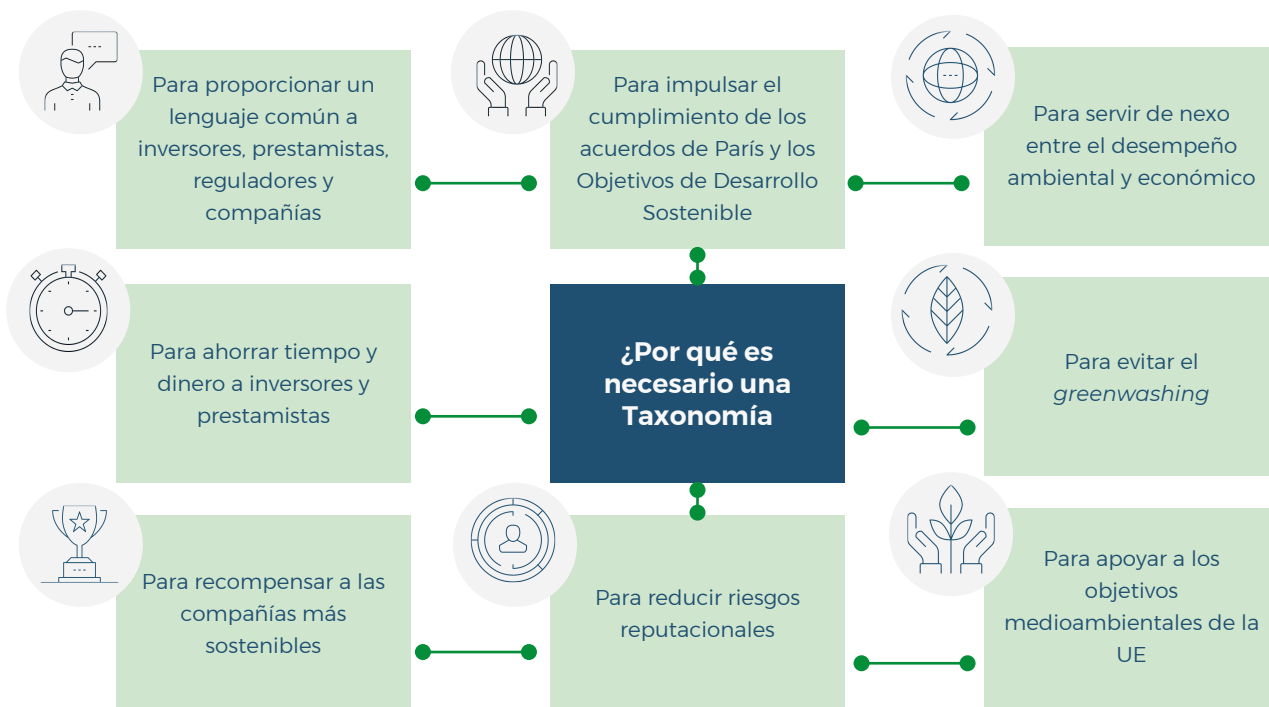 Para proporcionar un
lenguaje común a
inversores, prestamistas,
reguladores y
compañías
Para impulsar el
cumplimiento de los
acuerdos de París y los
Objetivos de Desarrollo
Sostenible
Para servir de nexo
entre el desempeño
ambiental y económico
Para ahorrar tiempo y
dinero a inversores y
prestamistas
¿Por qué es
necesario una
Taxonomía
Para evitar el
greenwashing
Para recompensar a las
compañías más
sostenibles
Para reducir riesgos
reputacionales
Para apoyar a los
objetivos
medioambientales de la
UE